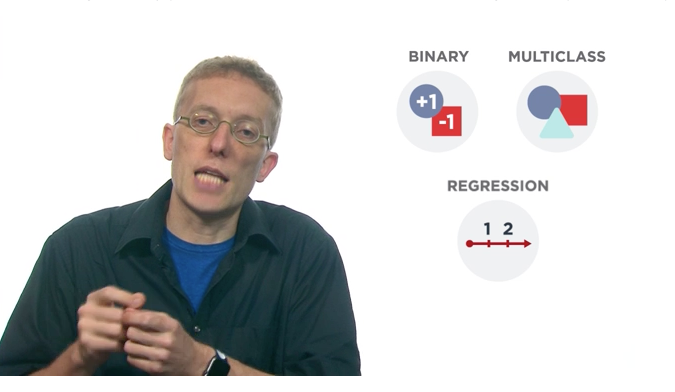 BINARY
MULTICLASS
+1
-1
REGRESSION
1 2